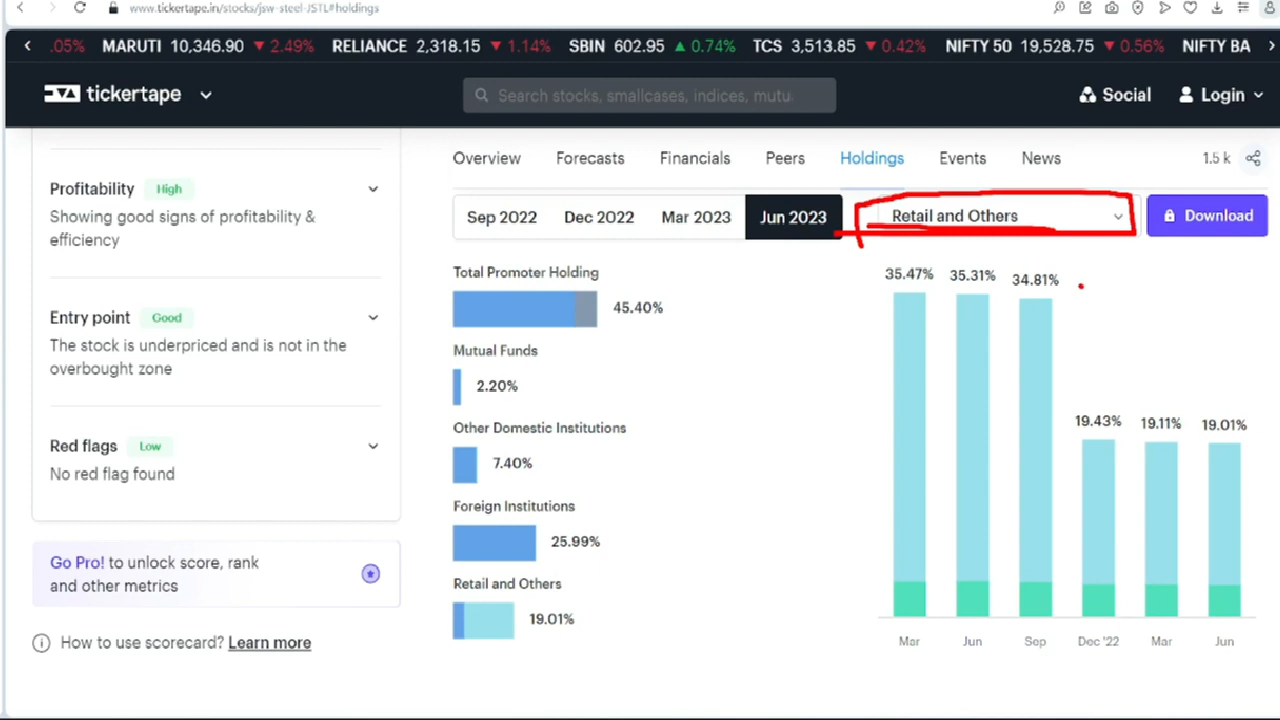 www.tickertape.in/stocks/jsw-steel-JSTL#holdings
.05% MARUTI 10,346.90 ▼ 2.49% RELIANCE 2,318.15 ▼ 1.14% SBIN 602.95 ▲ 0.74% TCS 3,513.85 ▼ 0.42% NIFTY 50 19,528.75 ▼ 0.56% NIFTY BA
tickertape
Search stocks, smallcases, indices, mutu
Social
Login
Profitability High
Showing good signs of profitability &
efficiency
Entry point Good
The stock is underpriced and is not in the
overbought zone
Red flags Low
No red flag found
Go Pro! to unlock score, rank
and other metrics
How to use scorecard? Learn more
Overview Forecasts Financials Peers Holdings Events News 1.5 k
Sep 2022 Dec 2022 Mar 2023 Jun 2023 Retail and Others Download
Total Promoter Holding
45.40%
Mutual Funds
2.20%
Other Domestic Institutions
7.40%
Foreign Institutions
25.99%
Retail and Others
19.01%
35.47% 35.31% 34.81% 19.43% 19.11% 19.01%
Mar Jun Sep Dec '22 Mar Jun